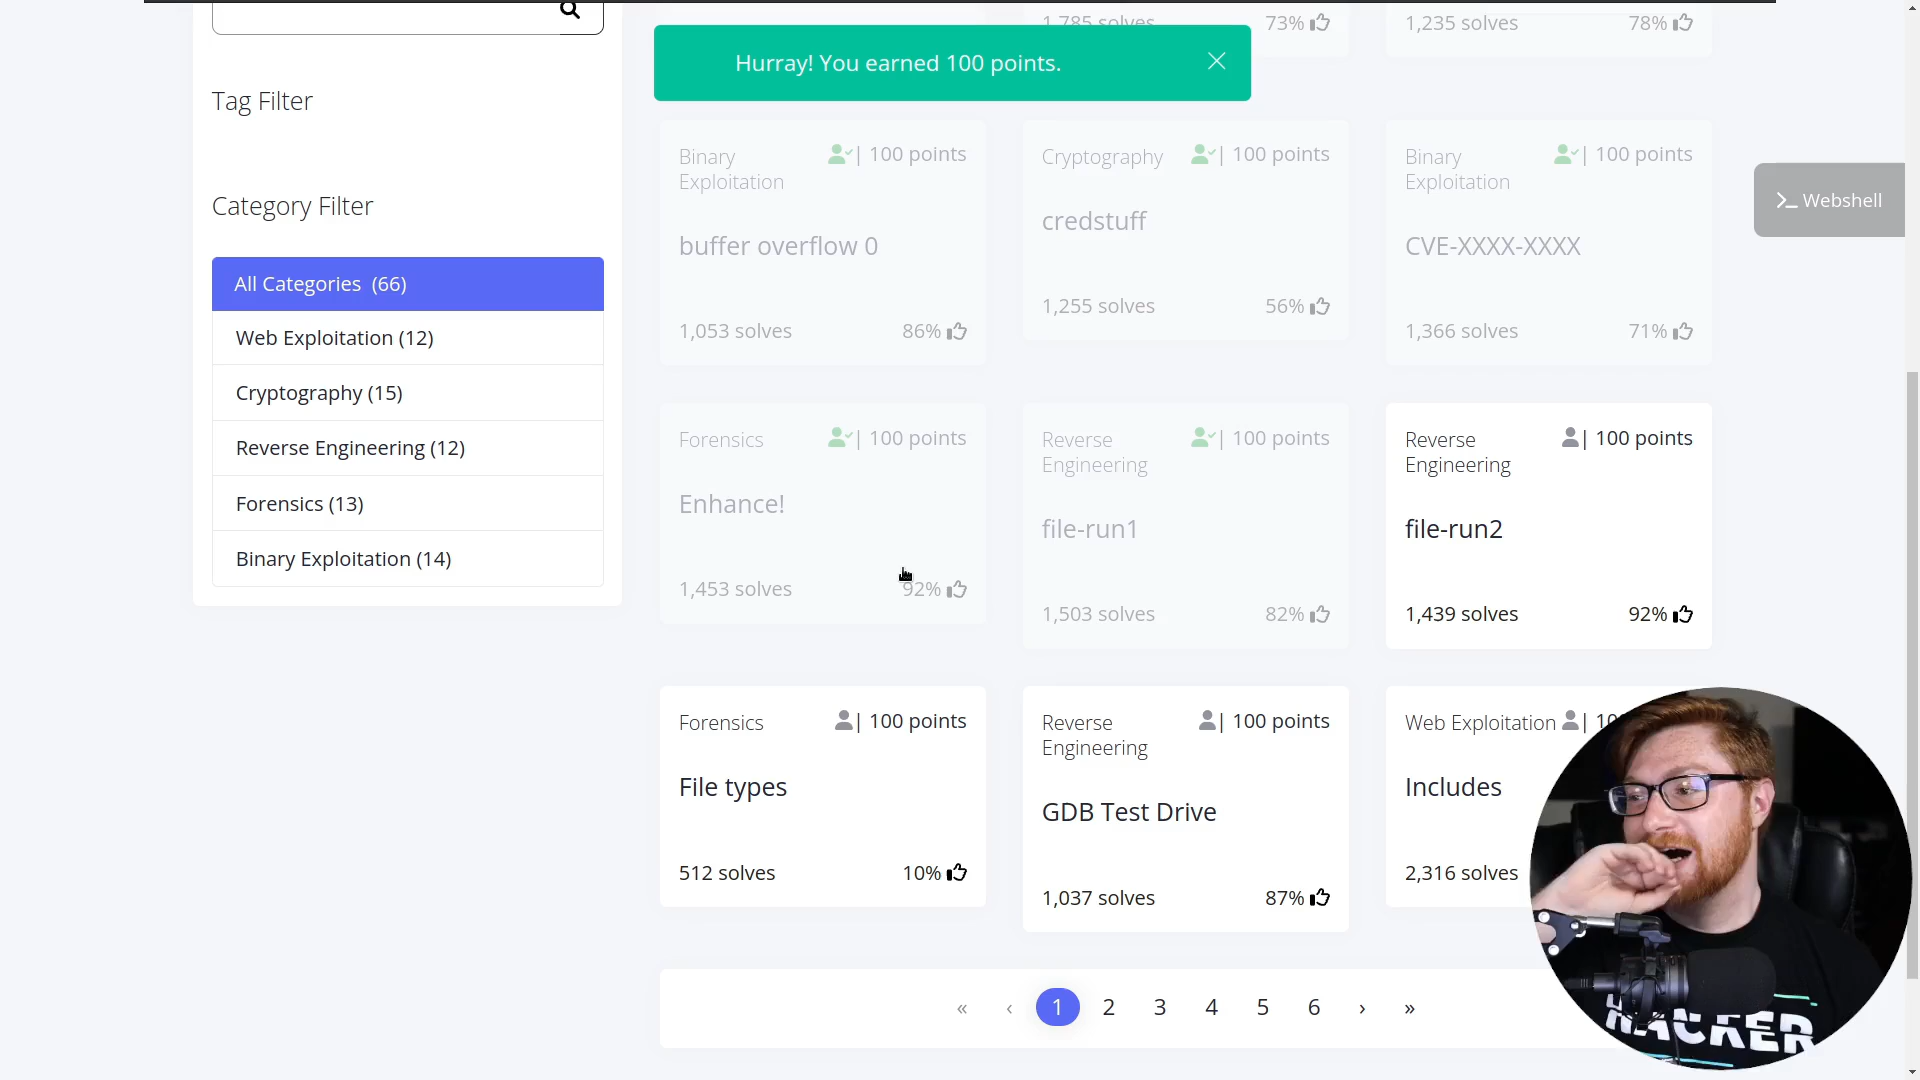 1,785 solves
73%
1,235 solves
78%
Hurray! You earned 100 points.
Tag Filter
Category Filter
All Categories (66)
Web Exploitation (12)
Cryptography (15)
Reverse Engineering (12)
Forensics (13)
Binary Exploitation (14)
Webshell
Binary
Exploitation
| 100 points
buffer overflow 0
1,053 solves
86%
Cryptography
| 100 points
credstuff
1,255 solves
56%
Binary
Exploitation
| 100 points
CVE-XXXX-XXXX
1,366 solves
71%
Forensics
| 100 points
Enhance!
1,453 solves
92%
Reverse
Engineering
| 100 points
file-run1
1,503 solves
82%
Reverse
Engineering
| 100 points
file-run2
1,439 solves
92%
Forensics
| 100 points
File types
512 solves
10%
Reverse
Engineering
| 100 points
GDB Test Drive
1,037 solves
87%
Web Exploitation
Includes
2,316 solves
« ‹ 1 2 3 4 5 6 › »
HACKER